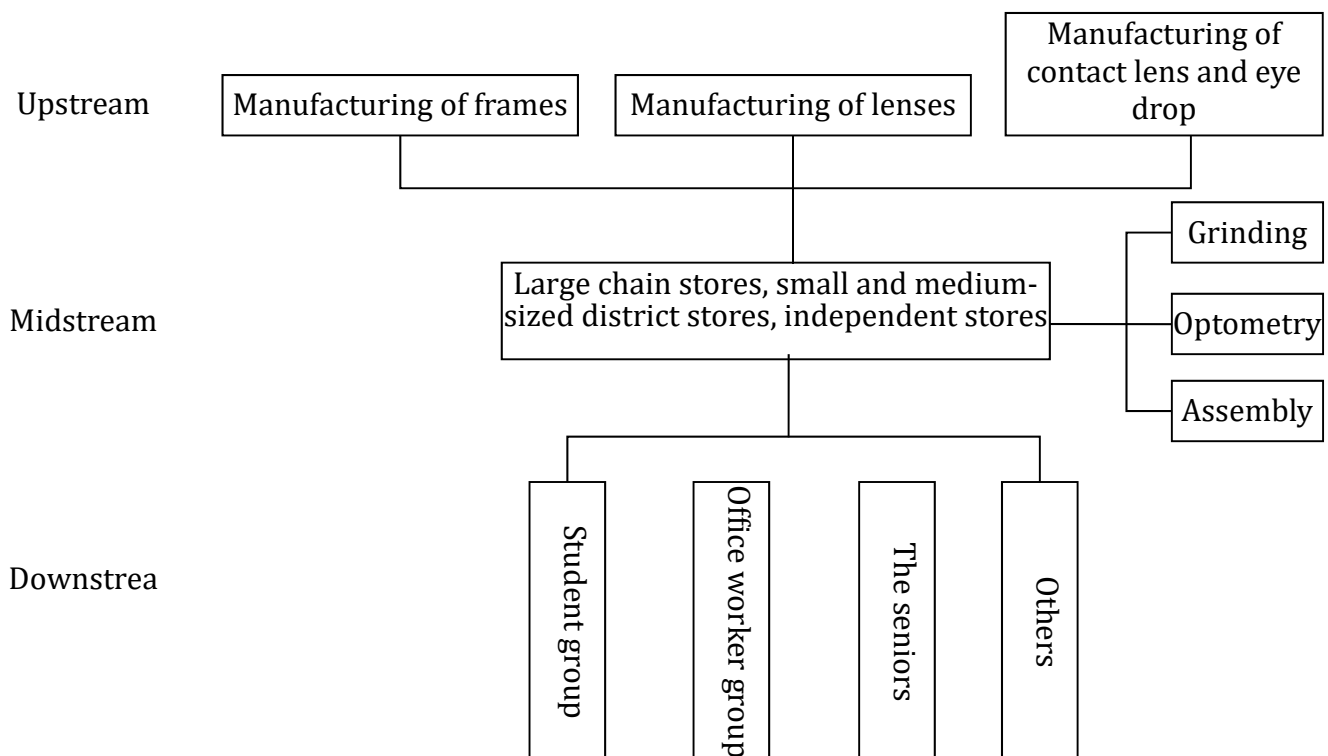 Upstream
Manufacturing of frames
Manufacturing of lenses
Manufacturing of
contact lens and eye
drop
Midstream
Large chain stores, small and medium-
sized district stores, independent stores
Grinding
Optometry
Assembly
Downstrea
Student group
Office worker group
The seniors
Others